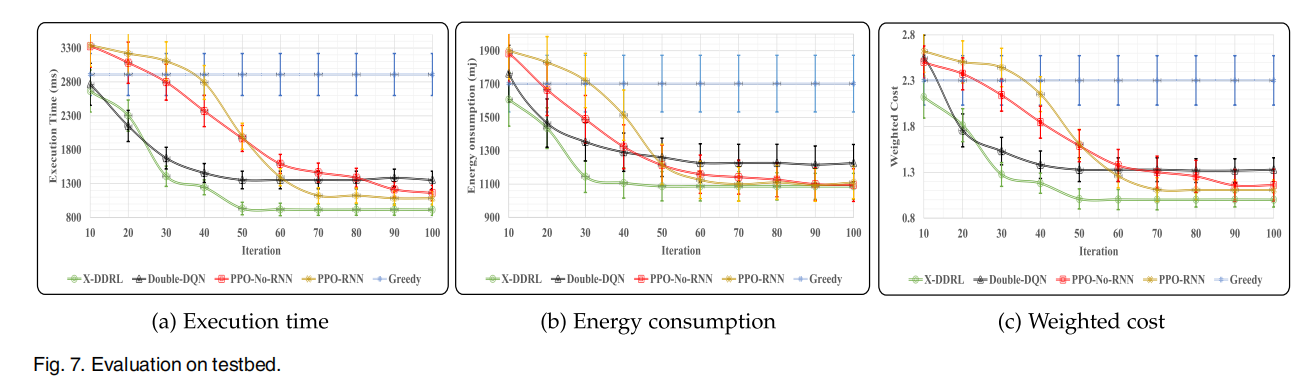 3300
2800
2300
1800
1300
800
Execution Time (ms)
10 20 30 40 50 60 70 80 90 100
Iteration
X-DDRL Double-DQN PPO-No-RNN PPO-RNN Greedy
(a) Execution time
1900
1700
1500
1300
1100
900
Energy onsumption (mj)
10 20 30 40 50 60 70 80 90 100
Iteration
X-DDRL Double-DQN PPO-No-RNN PPO-RNN Greedy
(b) Energy consumption
2.8
2.3
1.8
1.3
0.8
Weighted Cost
10 20 30 40 50 60 70 80 90 100
Iteration
X-DDRL Double-DQN PPO-No-RNN PPO-RNN Greedy
(c) Weighted cost
Fig. 7. Evaluation on testbed.